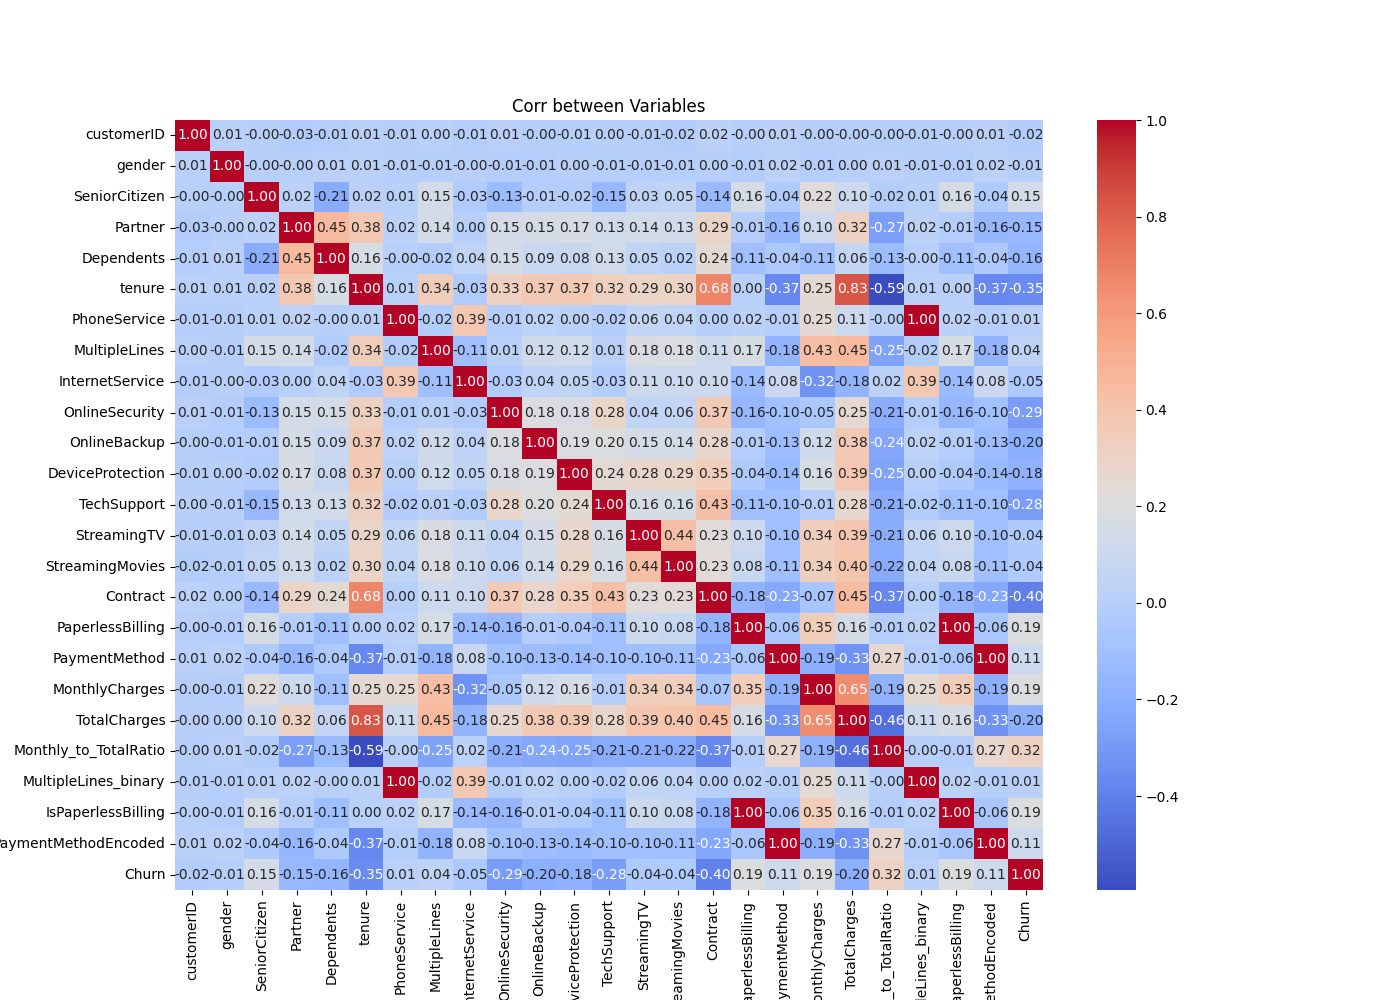 Corr between Variables
customerID 1.00 0.01 -0.00 -0.03 -0.01 0.01 -0.01 0.00 -0.01 0.01 -0.00 -0.01 0.00 -0.01 -0.02 0.02 -0.00 0.01 -0.00 -0.00 -0.00 -0.01 -0.00 0.01 -0.02
gender 0.01 1.00 -0.00 -0.00 0.01 0.01 -0.01 -0.01 -0.00 -0.01 -0.01 0.00 -0.01 -0.01 -0.01 0.00 -0.01 0.02 -0.01 0.00 0.01 -0.01 -0.01 0.02 -0.01
SeniorCitizen -0.00 -0.00 1.00 0.02 -0.21 0.02 0.01 0.15 -0.03 -0.13 -0.01 -0.02 -0.15 0.03 0.05 -0.14 0.16 -0.04 0.22 0.10 -0.02 0.01 0.16 -0.04 0.15
Partner -0.03 -0.00 0.02 1.00 0.45 0.38 0.02 0.14 0.00 0.15 0.15 0.17 0.13 0.14 0.13 0.29 -0.01 -0.16 0.10 0.32 -0.27 0.02 -0.01 -0.16 -0.15
Dependents -0.01 0.01 -0.21 0.45 1.00 0.16 -0.00 -0.02 0.04 0.15 0.09 0.08 0.13 0.05 0.02 0.24 -0.11 -0.04 -0.11 0.06 -0.13 -0.00 -0.11 -0.04 -0.16
tenure 0.01 0.01 0.02 0.38 0.16 1.00 0.01 0.34 -0.03 0.33 0.37 0.37 0.32 0.29 0.30 0.68 0.00 -0.37 0.25 0.83 -0.59 0.01 0.00 -0.37 -0.35
PhoneService -0.01 -0.01 0.01 0.02 -0.00 0.01 1.00 -0.02 0.39 -0.01 0.02 0.00 -0.02 0.06 0.04 0.00 0.02 -0.01 0.25 0.11 -0.00 1.00 0.02 -0.01 0.01
MultipleLines 0.00 -0.01 0.15 0.14 -0.02 0.34 -0.02 1.00 -0.11 0.01 0.12 0.12 0.01 0.18 0.18 0.11 0.17 -0.18 0.43 0.45 -0.25 -0.02 0.17 -0.18 0.04
InternetService -0.01 -0.00 -0.03 0.00 0.04 -0.03 0.39 -0.11 1.00 -0.03 0.04 0.05 -0.03 0.11 0.10 0.10 -0.14 0.08 -0.32 -0.18 0.02 0.39 -0.14 0.08 -0.05
OnlineSecurity 0.01 -0.01 -0.13 0.15 0.15 0.33 -0.01 0.01 -0.03 1.00 0.18 0.18 0.28 0.04 0.06 0.37 -0.16 -0.10 -0.05 0.25 -0.21 -0.01 -0.16 -0.10 -0.29
OnlineBackup -0.00 -0.01 -0.01 0.15 0.09 0.37 0.02 0.12 0.04 0.18 1.00 0.19 0.20 0.15 0.14 0.28 -0.01 -0.13 0.12 0.38 -0.24 0.02 -0.01 -0.13 -0.20
DeviceProtection -0.01 0.00 -0.02 0.17 0.08 0.37 0.00 0.12 0.05 0.18 0.19 1.00 0.24 0.28 0.29 0.35 -0.04 -0.14 0.16 0.39 -0.25 0.00 -0.04 -0.14 -0.18
TechSupport 0.00 -0.01 -0.15 0.13 0.13 0.32 -0.02 0.01 -0.03 0.28 0.20 0.24 1.00 0.16 0.16 0.43 -0.11 -0.10 -0.01 0.28 -0.21 -0.02 -0.11 -0.10 -0.28
StreamingTV -0.01 -0.01 0.03 0.14 0.05 0.29 0.06 0.18 0.11 0.04 0.15 0.28 0.16 1.00 0.44 0.23 0.10 -0.10 0.34 0.39 -0.21 0.06 0.10 -0.10 -0.04
StreamingMovies -0.02 -0.01 0.05 0.13 0.02 0.30 0.04 0.18 0.10 0.06 0.14 0.29 0.16 0.44 1.00 0.23 0.08 -0.11 0.34 0.40 -0.22 0.04 0.08 -0.11 -0.04
Contract 0.02 0.00 -0.14 0.29 0.24 0.68 0.00 0.11 0.10 0.37 0.28 0.35 0.43 0.23 0.23 1.00 -0.18 -0.23 -0.07 0.45 -0.37 0.00 -0.18 -0.23 -0.40
PaperlessBilling -0.00 -0.01 0.16 -0.01 -0.11 0.00 0.02 0.17 -0.14 -0.16 -0.01 -0.04 -0.11 0.10 0.08 -0.18 1.00 -0.06 0.35 0.16 -0.01 0.02 1.00 -0.06 0.19
PaymentMethod 0.01 0.02 -0.04 -0.16 -0.04 -0.37 -0.01 -0.18 0.08 -0.10 -0.13 -0.14 -0.10 -0.10 -0.11 -0.23 -0.06 1.00 -0.19 -0.33 0.27 -0.01 -0.06 1.00 0.11
MonthlyCharges -0.00 -0.01 0.22 0.10 -0.11 0.25 0.25 0.43 -0.32 -0.05 0.12 0.16 -0.01 0.34 0.34 -0.07 0.35 -0.19 1.00 0.65 -0.19 0.25 0.35 -0.19 0.19
TotalCharges -0.00 0.00 0.10 0.32 0.06 0.83 0.11 0.45 -0.18 0.25 0.38 0.39 0.28 0.39 0.40 0.45 0.16 -0.33 0.65 1.00 -0.46 0.11 0.16 -0.33 -0.20
Monthly_to_TotalRatio -0.00 0.01 -0.02 -0.27 -0.13 -0.59 -0.00 -0.25 0.02 -0.21 -0.24 -0.25 -0.21 -0.21 -0.22 -0.37 -0.01 0.27 -0.19 -0.46 1.00 -0.00 -0.01 0.27 0.32
MultipleLines_binary -0.01 -0.01 0.01 0.02 -0.00 0.01 1.00 -0.02 0.39 -0.01 0.02 0.00 -0.02 0.06 0.04 0.00 0.02 -0.01 0.25 0.11 -0.00 1.00 0.02 -0.01 0.01
IsPaperlessBilling -0.00 -0.01 0.16 -0.01 -0.11 0.00 0.02 0.17 -0.14 -0.16 -0.01 -0.04 -0.11 0.10 0.08 -0.18 1.00 -0.06 0.35 0.16 -0.01 0.02 1.00 -0.06 0.19
aymentMethodEncoded 0.01 0.02 -0.04 -0.16 -0.04 -0.37 -0.01 -0.18 0.08 -0.10 -0.13 -0.14 -0.10 -0.10 -0.11 -0.23 -0.06 1.00 -0.19 -0.33 0.27 -0.01 -0.06 1.00 0.11
Churn -0.02 -0.01 0.15 -0.15 -0.16 -0.35 0.01 0.04 -0.05 -0.29 -0.20 -0.18 -0.28 -0.04 -0.04 -0.40 0.19 0.11 0.19 -0.20 0.32 0.01 0.19 0.11 1.00
customerID
gender
SeniorCitizen
Partner
Dependents
tenure
PhoneService
MultipleLines
nternetService
OnlineSecurity
OnlineBackup
viceProtection
TechSupport
StreamingTV
eamingMovies
Contract
aperlessBilling
ymentMethod
onthlyCharges
TotalCharges
_to_TotalRatio
leLines_binary
aperlessBilling
ethodEncoded
Churn
1.0
0.8
0.6
0.4
0.2
0.0
−0.2
−0.4